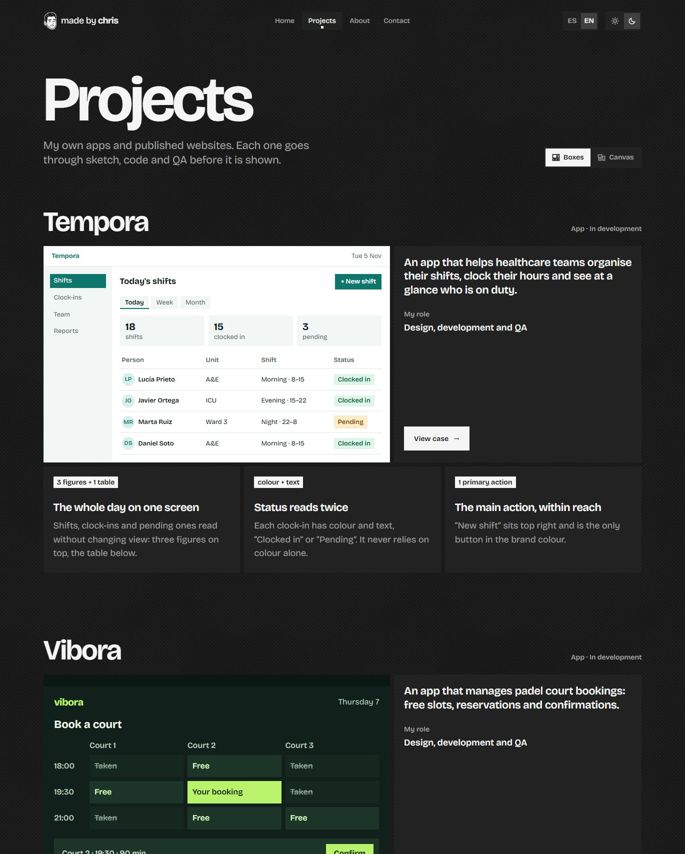 made by chris
Home
Projects
About
Contact
ES
EN
Projects
My own apps and published websites. Each one goes
through sketch, code and QA before it is shown.
Boxes
Canvas
Tempora
App · In development
Tempora
Tue 5 Nov
Shifts
Clock-ins
Team
Reports
Today's shifts
+ New shift
Today
Week
Month
18
shifts
15
clocked in
3
pending
Person
Unit
Shift
Status
LP
Lucía Prieto
A&E
Morning · 8–15
Clocked in
JO
Javier Ortega
ICU
Evening · 15–22
Clocked in
MR
Marta Ruiz
Ward 3
Night · 22–8
Pending
DS
Daniel Soto
A&E
Morning · 8–15
Clocked in
An app that helps healthcare teams organise
their shifts, clock their hours and see at a
glance who is on duty.
My role
Design, development and QA
View case →
3 figures + 1 table
The whole day on one screen
Shifts, clock-ins and pending ones read
without changing view: three figures on
top, the table below.
colour + text
Status reads twice
Each clock-in has colour and text,
"Clocked in" or "Pending". It never relies on
colour alone.
1 primary action
The main action, within reach
"New shift" sits top right and is the only
button in the brand colour.
Vibora
App · In development
vibora
Thursday 7
Book a court
Court 1
Court 2
Court 3
18:00
Taken
Free
Taken
19:30
Free
Your booking
Taken
21:00
Taken
Free
Free
Court 2 · 19:30 · 90 min
Confirm
An app that manages padel court bookings:
free slots, reservations and confirmations.
My role
Design, development and QA